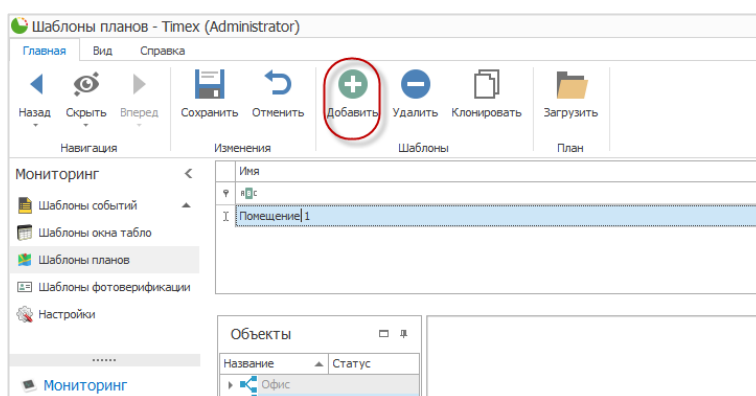 Шаблоны планов - Timex (Administrator)
Главная Вид Справка
Назад Скрыть Вперед Сохранить Отменить Добавить Удалить Клонировать Загрузить
Навигация Изменения Шаблоны План
Мониторинг
Имя
Шаблоны событий
Помещение 1
Шаблоны окна табло
Шаблоны планов
Шаблоны фотоверификации
Настройки
Объекты
Название Статус
Офис
Мониторинг